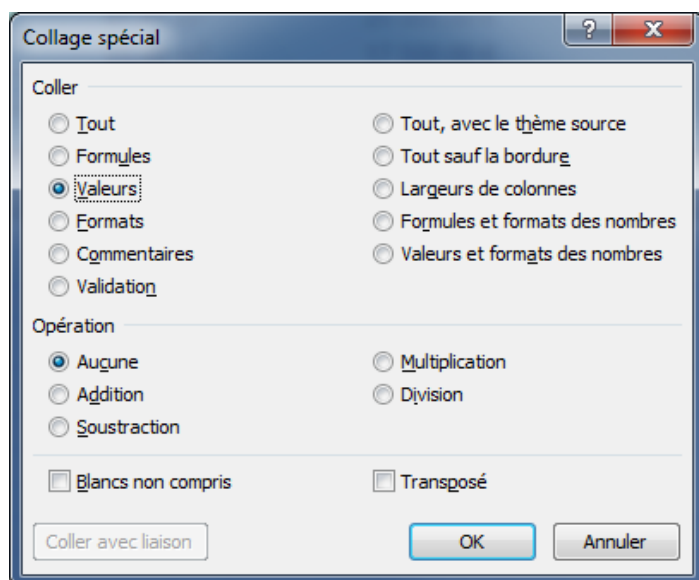 Collage spécial
Coller
Tout
Tout, avec le thème source
Formules
Tout sauf la bordure
Valeurs
Largeurs de colonnes
Formats
Formules et formats des nombres
Commentaires
Valeurs et formats des nombres
Validation
Opération
Aucune
Multiplication
Addition
Division
Soustraction
Blancs non compris
Transposé
Coller avec liaison
OK
Annuler